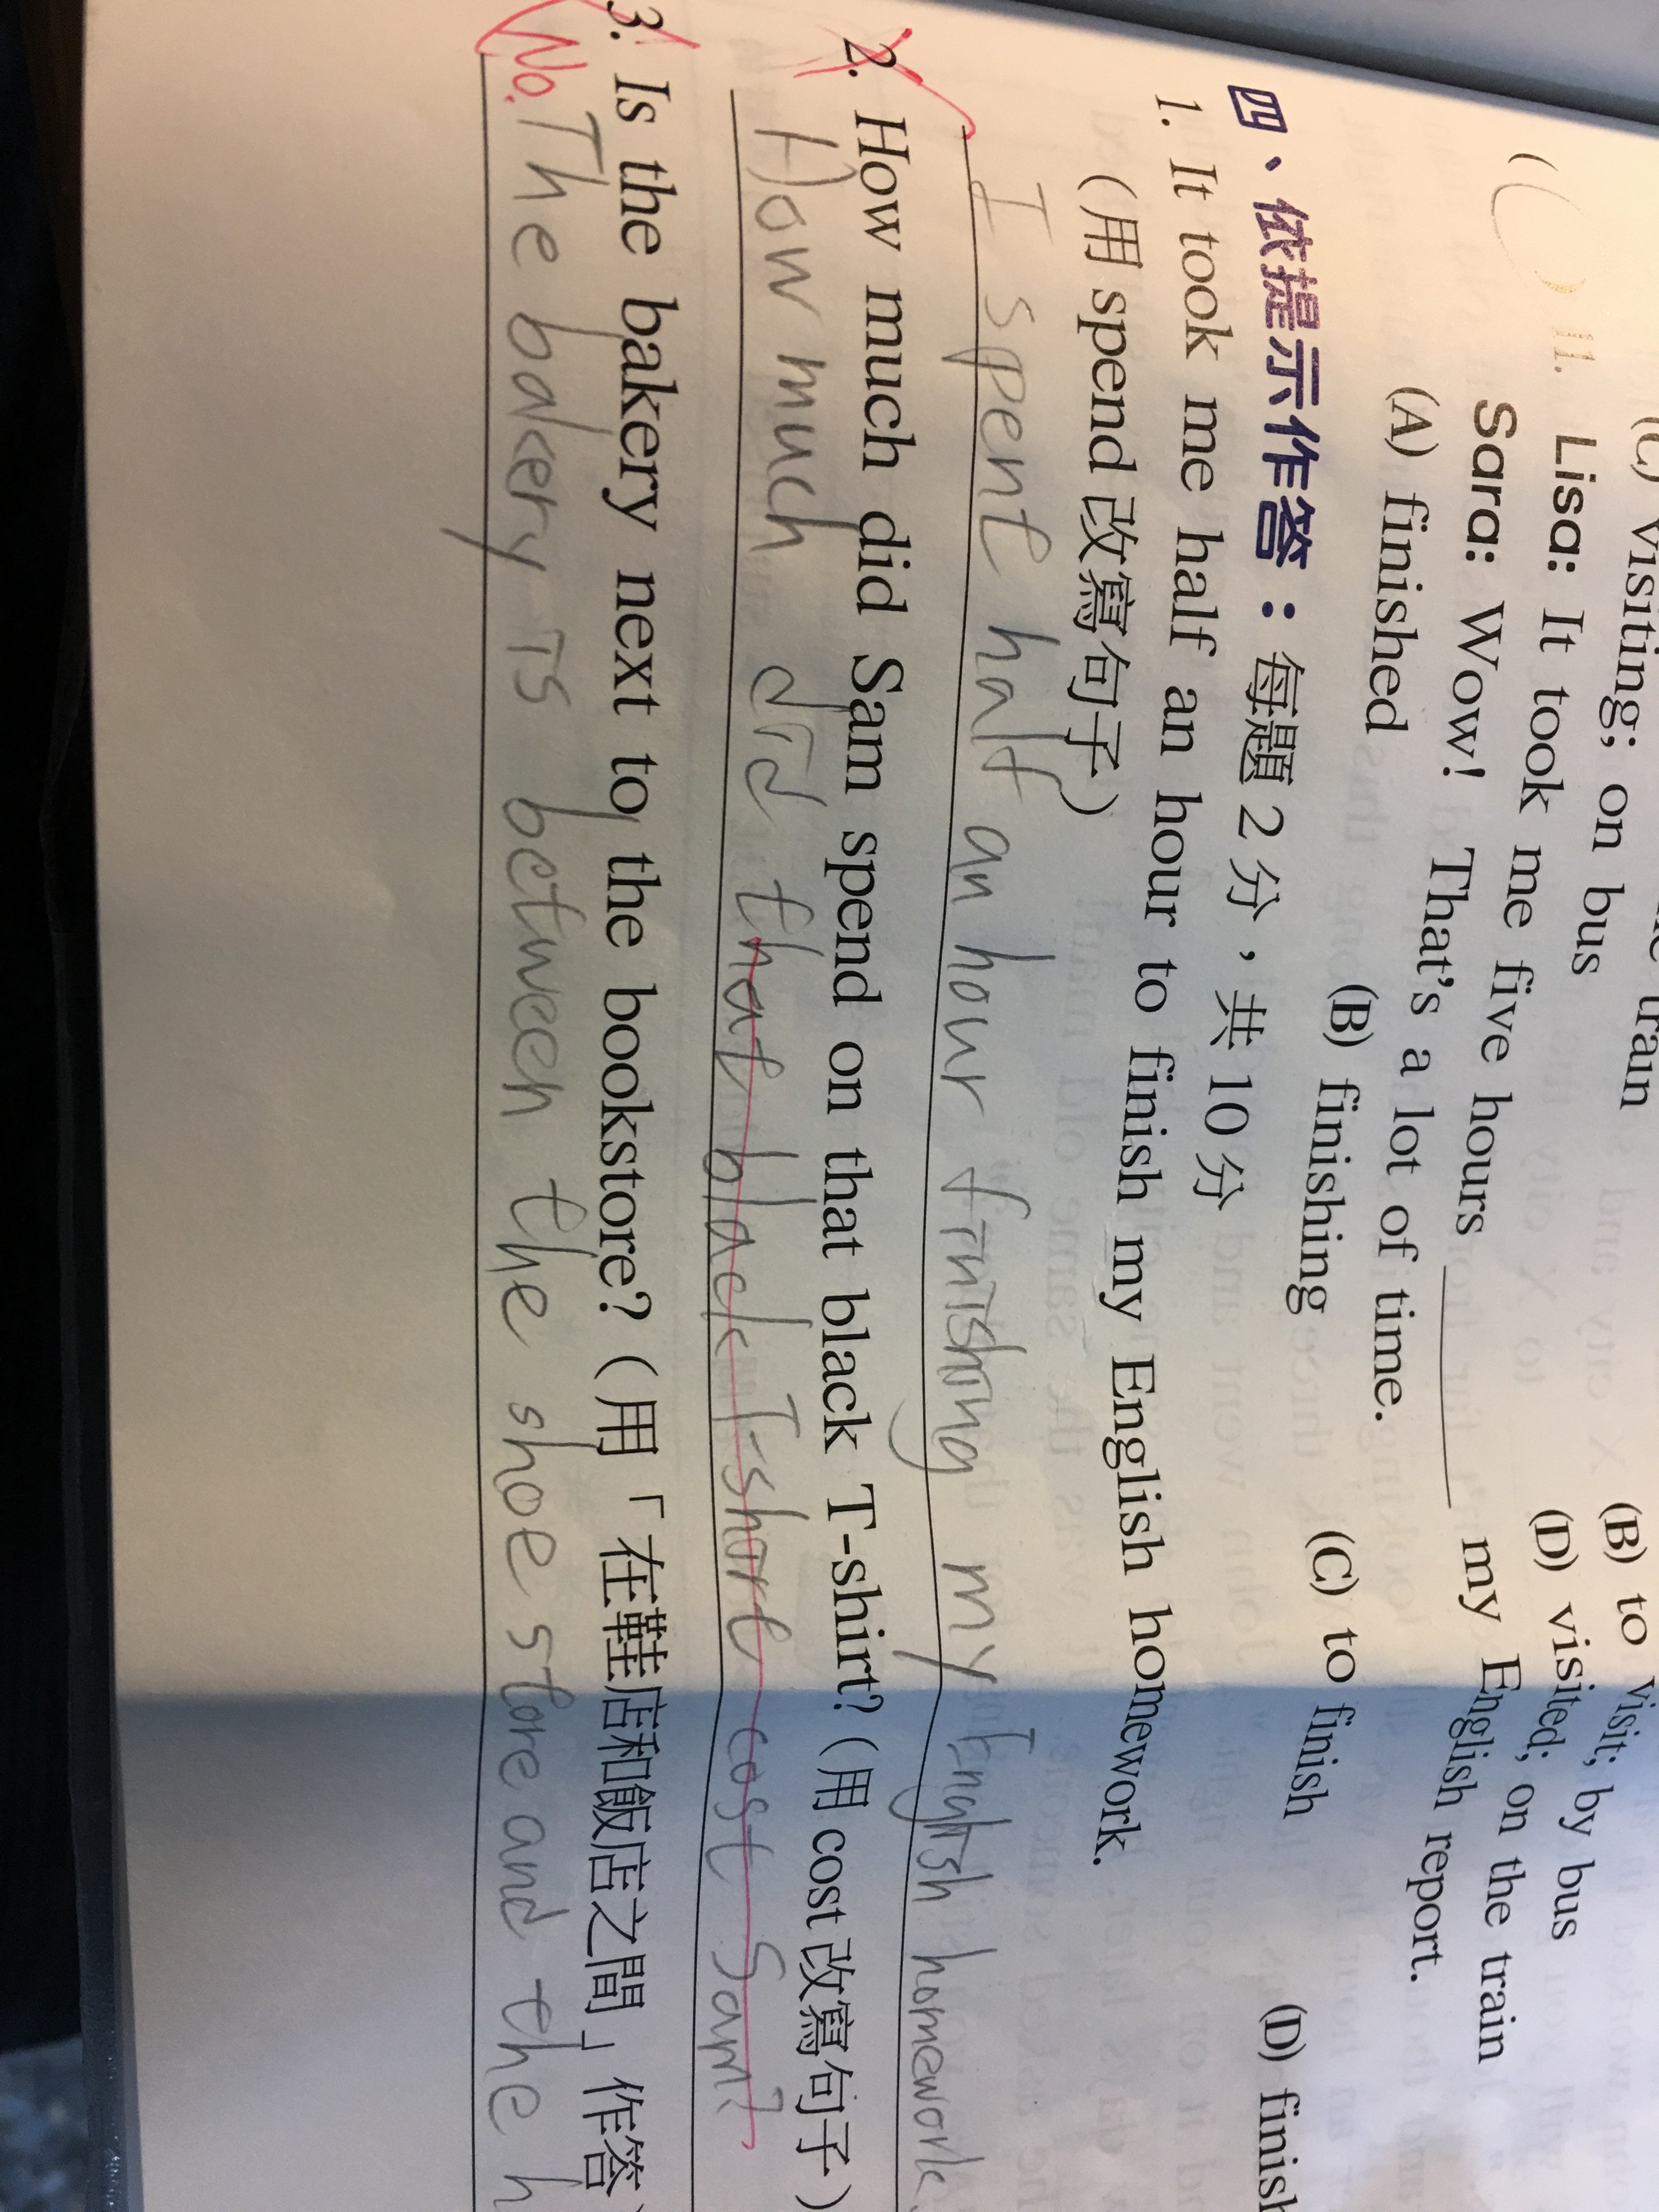 (C) visiting; on bus
(B) to visit; by bus
(D) visited; on the train
( ) 11. Lisa: It took me five hours ______ my English report.
Sara: Wow! That's a lot of time.
(A) finished (B) finishing (C) to finish (D) finish
四、依提示作答：每題2分，共10分
1. It took me half an hour to finish my English homework.
（用 spend 改寫句子）
I spent half an hour finishing my English homework.
2. How much did Sam spend on that black T-shirt?（用 cost 改寫句子）
How much did that black T-short cost Sam?
3. Is the bakery next to the bookstore?（用「在鞋店和飯店之間」作答）
No. The bakery is between the shoe store and the h